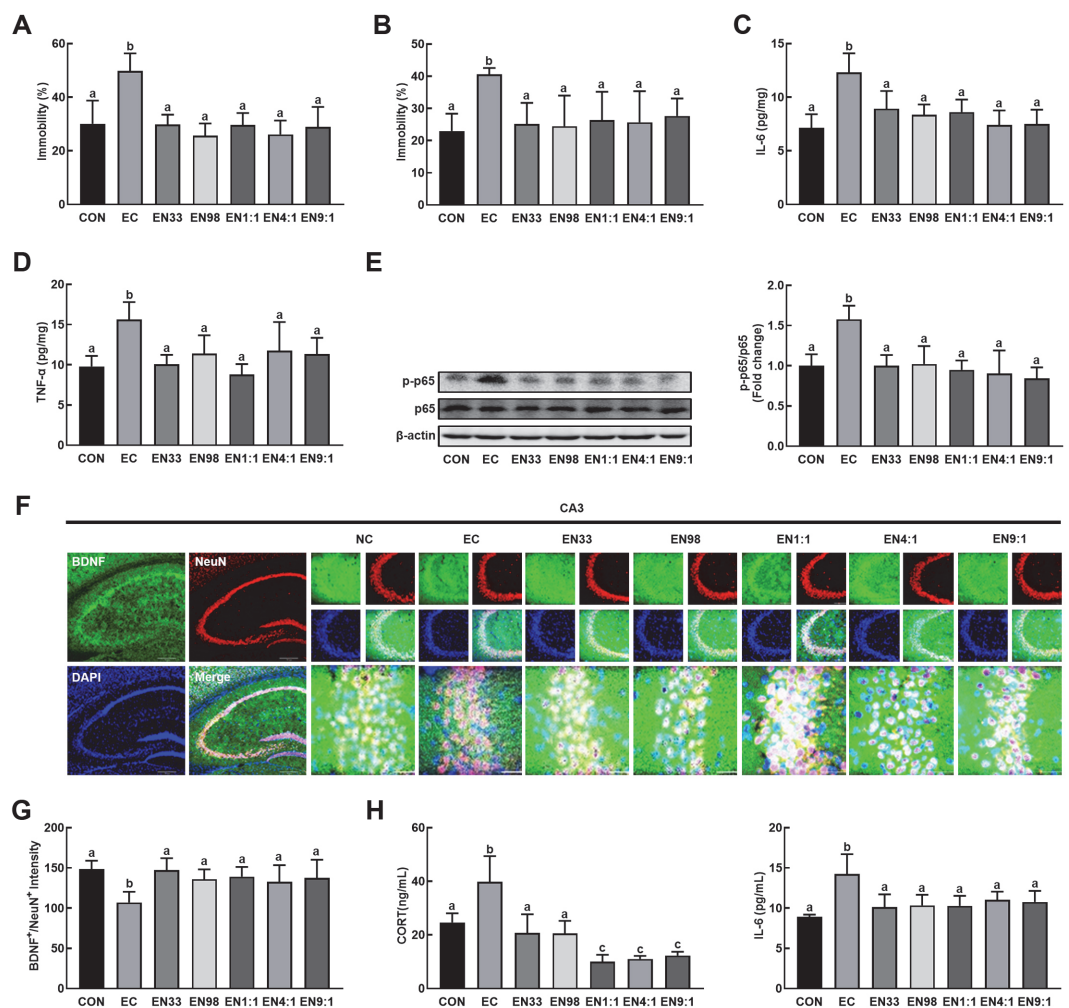 A
Immobility (%)
60
40
20
0
a b a a a a a
CON EC EN33 EN98 EN1:1 EN4:1 EN9:1
B
Immobility (%)
50
40
30
20
10
0
a b a a a a a
CON EC EN33 EN98 EN1:1 EN4:1 EN9:1
C
IL-6 (pg/mg)
15
10
5
0
a b a a a a a
CON EC EN33 EN98 EN1:1 EN4:1 EN9:1
D
TNF-α (pg/mg)
20
15
10
5
0
a b a a a a a
CON EC EN33 EN98 EN1:1 EN4:1 EN9:1
E
p-p65
p65
β-actin
CON EC EN33 EN98 EN1:1 EN4:1 EN9:1
p-p65/p65
(Fold change)
2.0
1.5
1.0
0.5
0.0
a b a a a a a
CON EC EN33 EN98 EN1:1 EN4:1 EN9:1
F
CA3
NC EC EN33 EN98 EN1:1 EN4:1 EN9:1
BDNF NeuN
DAPI Merge
G
BDNF⁺/NeuN⁺ Intensity
200
150
100
50
0
a b a a a a a
CON EC EN33 EN98 EN1:1 EN4:1 EN9:1
H
CORT(ng/mL)
60
40
20
0
a b a a c c c
CON EC EN33 EN98 EN1:1 EN4:1 EN9:1
IL-6 (pg/mL)
20
15
10
5
0
a b a a a a a
CON EC EN33 EN98 EN1:1 EN4:1 EN9:1